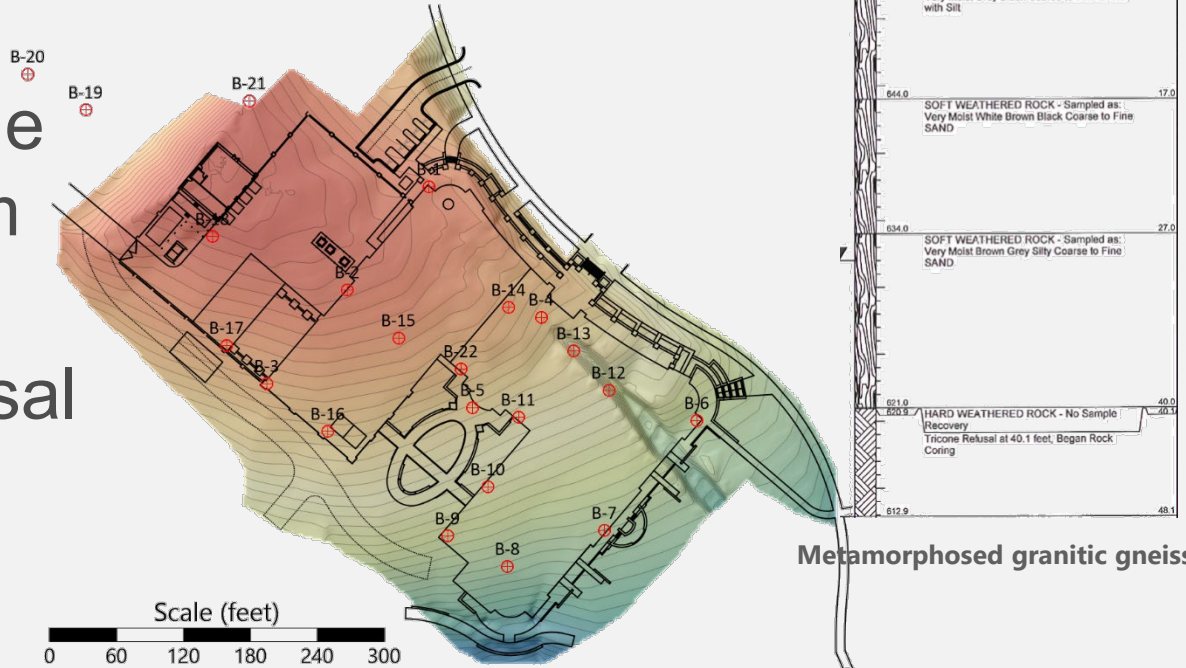 e
n
sal
B-20
B-19
B-21
B-1
B-18
B-2
B-14
B-4
B-15
B-13
B-17
B-22
B-12
B-3
B-5
B-11
B-6
B-16
B-10
B-9
B-7
B-8
Scale (feet)
0 60 120 180 240 300
with Silt
644.0 17.0
SOFT WEATHERED ROCK - Sampled as:
Very Moist White Brown Black Coarse to Fine
SAND
634.0 27.0
SOFT WEATHERED ROCK - Sampled as:
Very Moist Brown Grey Silty Coarse to Fine
SAND
621.0 40.0
620.9 40.1
HARD WEATHERED ROCK - No Sample
Recovery
Tricone Refusal at 40.1 feet, Began Rock
Coring
612.9 48.1
Metamorphosed granitic gneiss